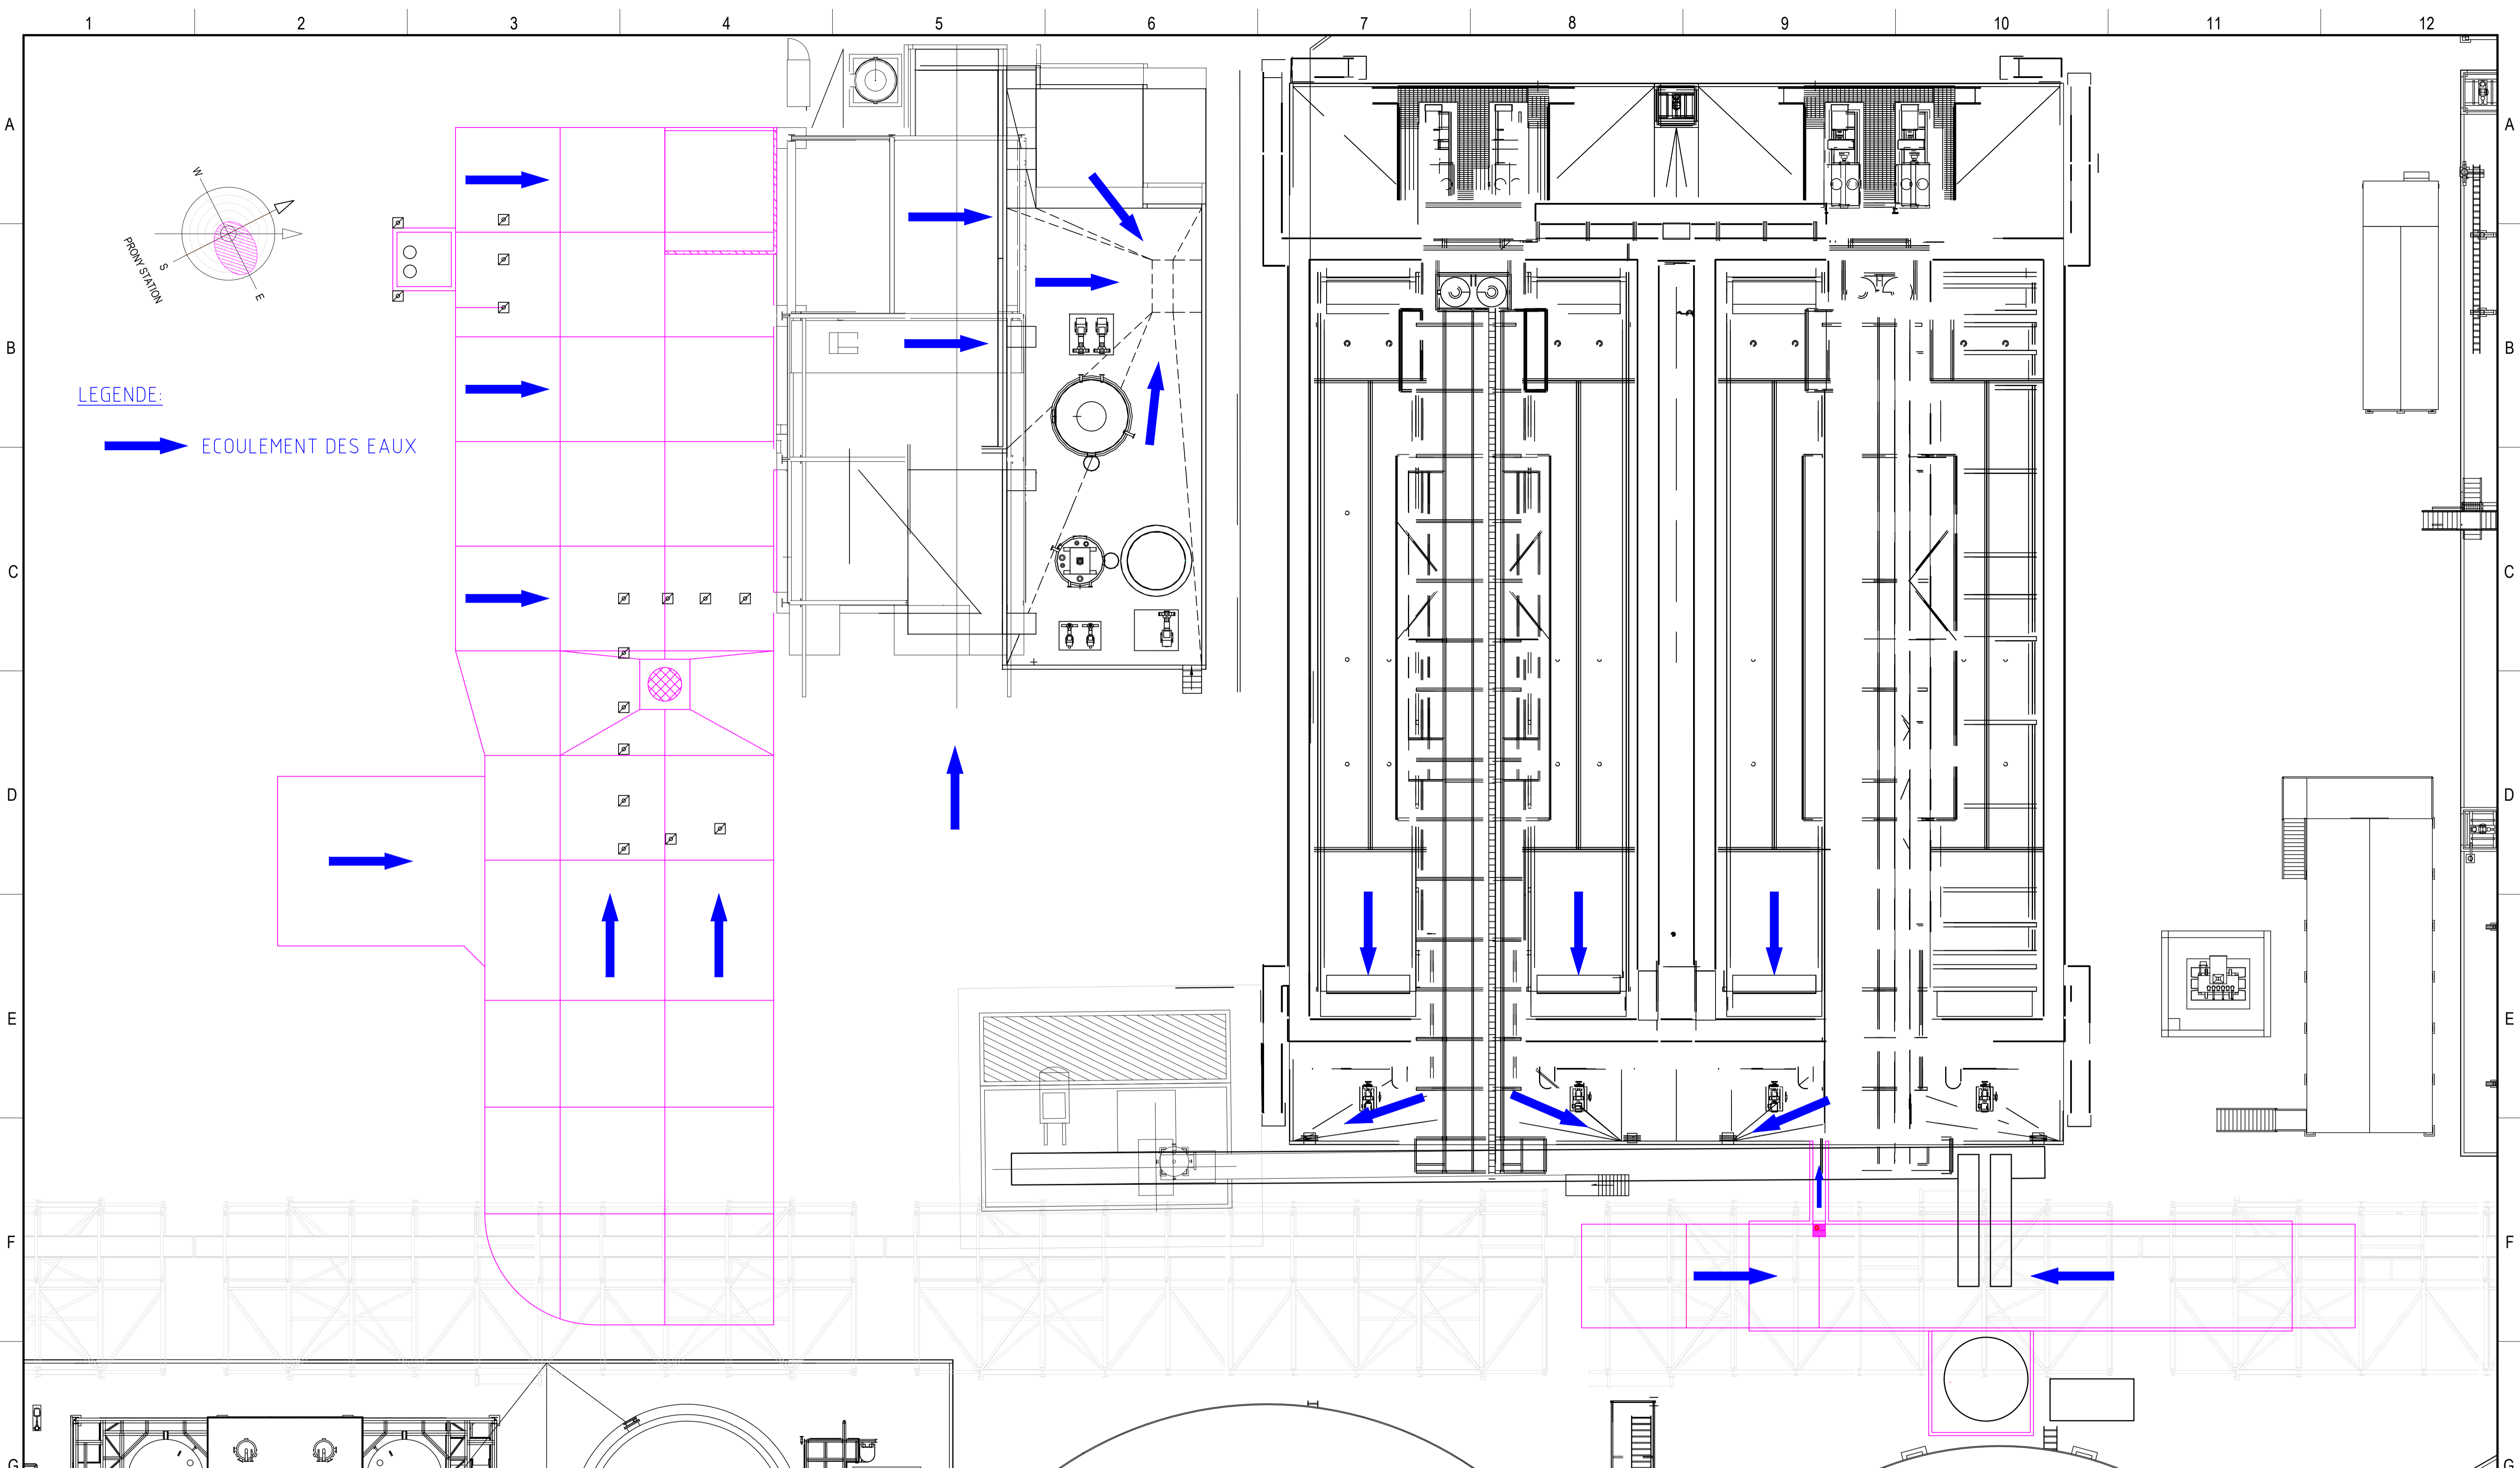 1 2 3 4 5 6 7 8 9 10 11 12
A A
W
PRONY STATION
S
E
B B
LEGENDE:
ECOULEMENT DES EAUX
C C
D D
E E
F F
G G